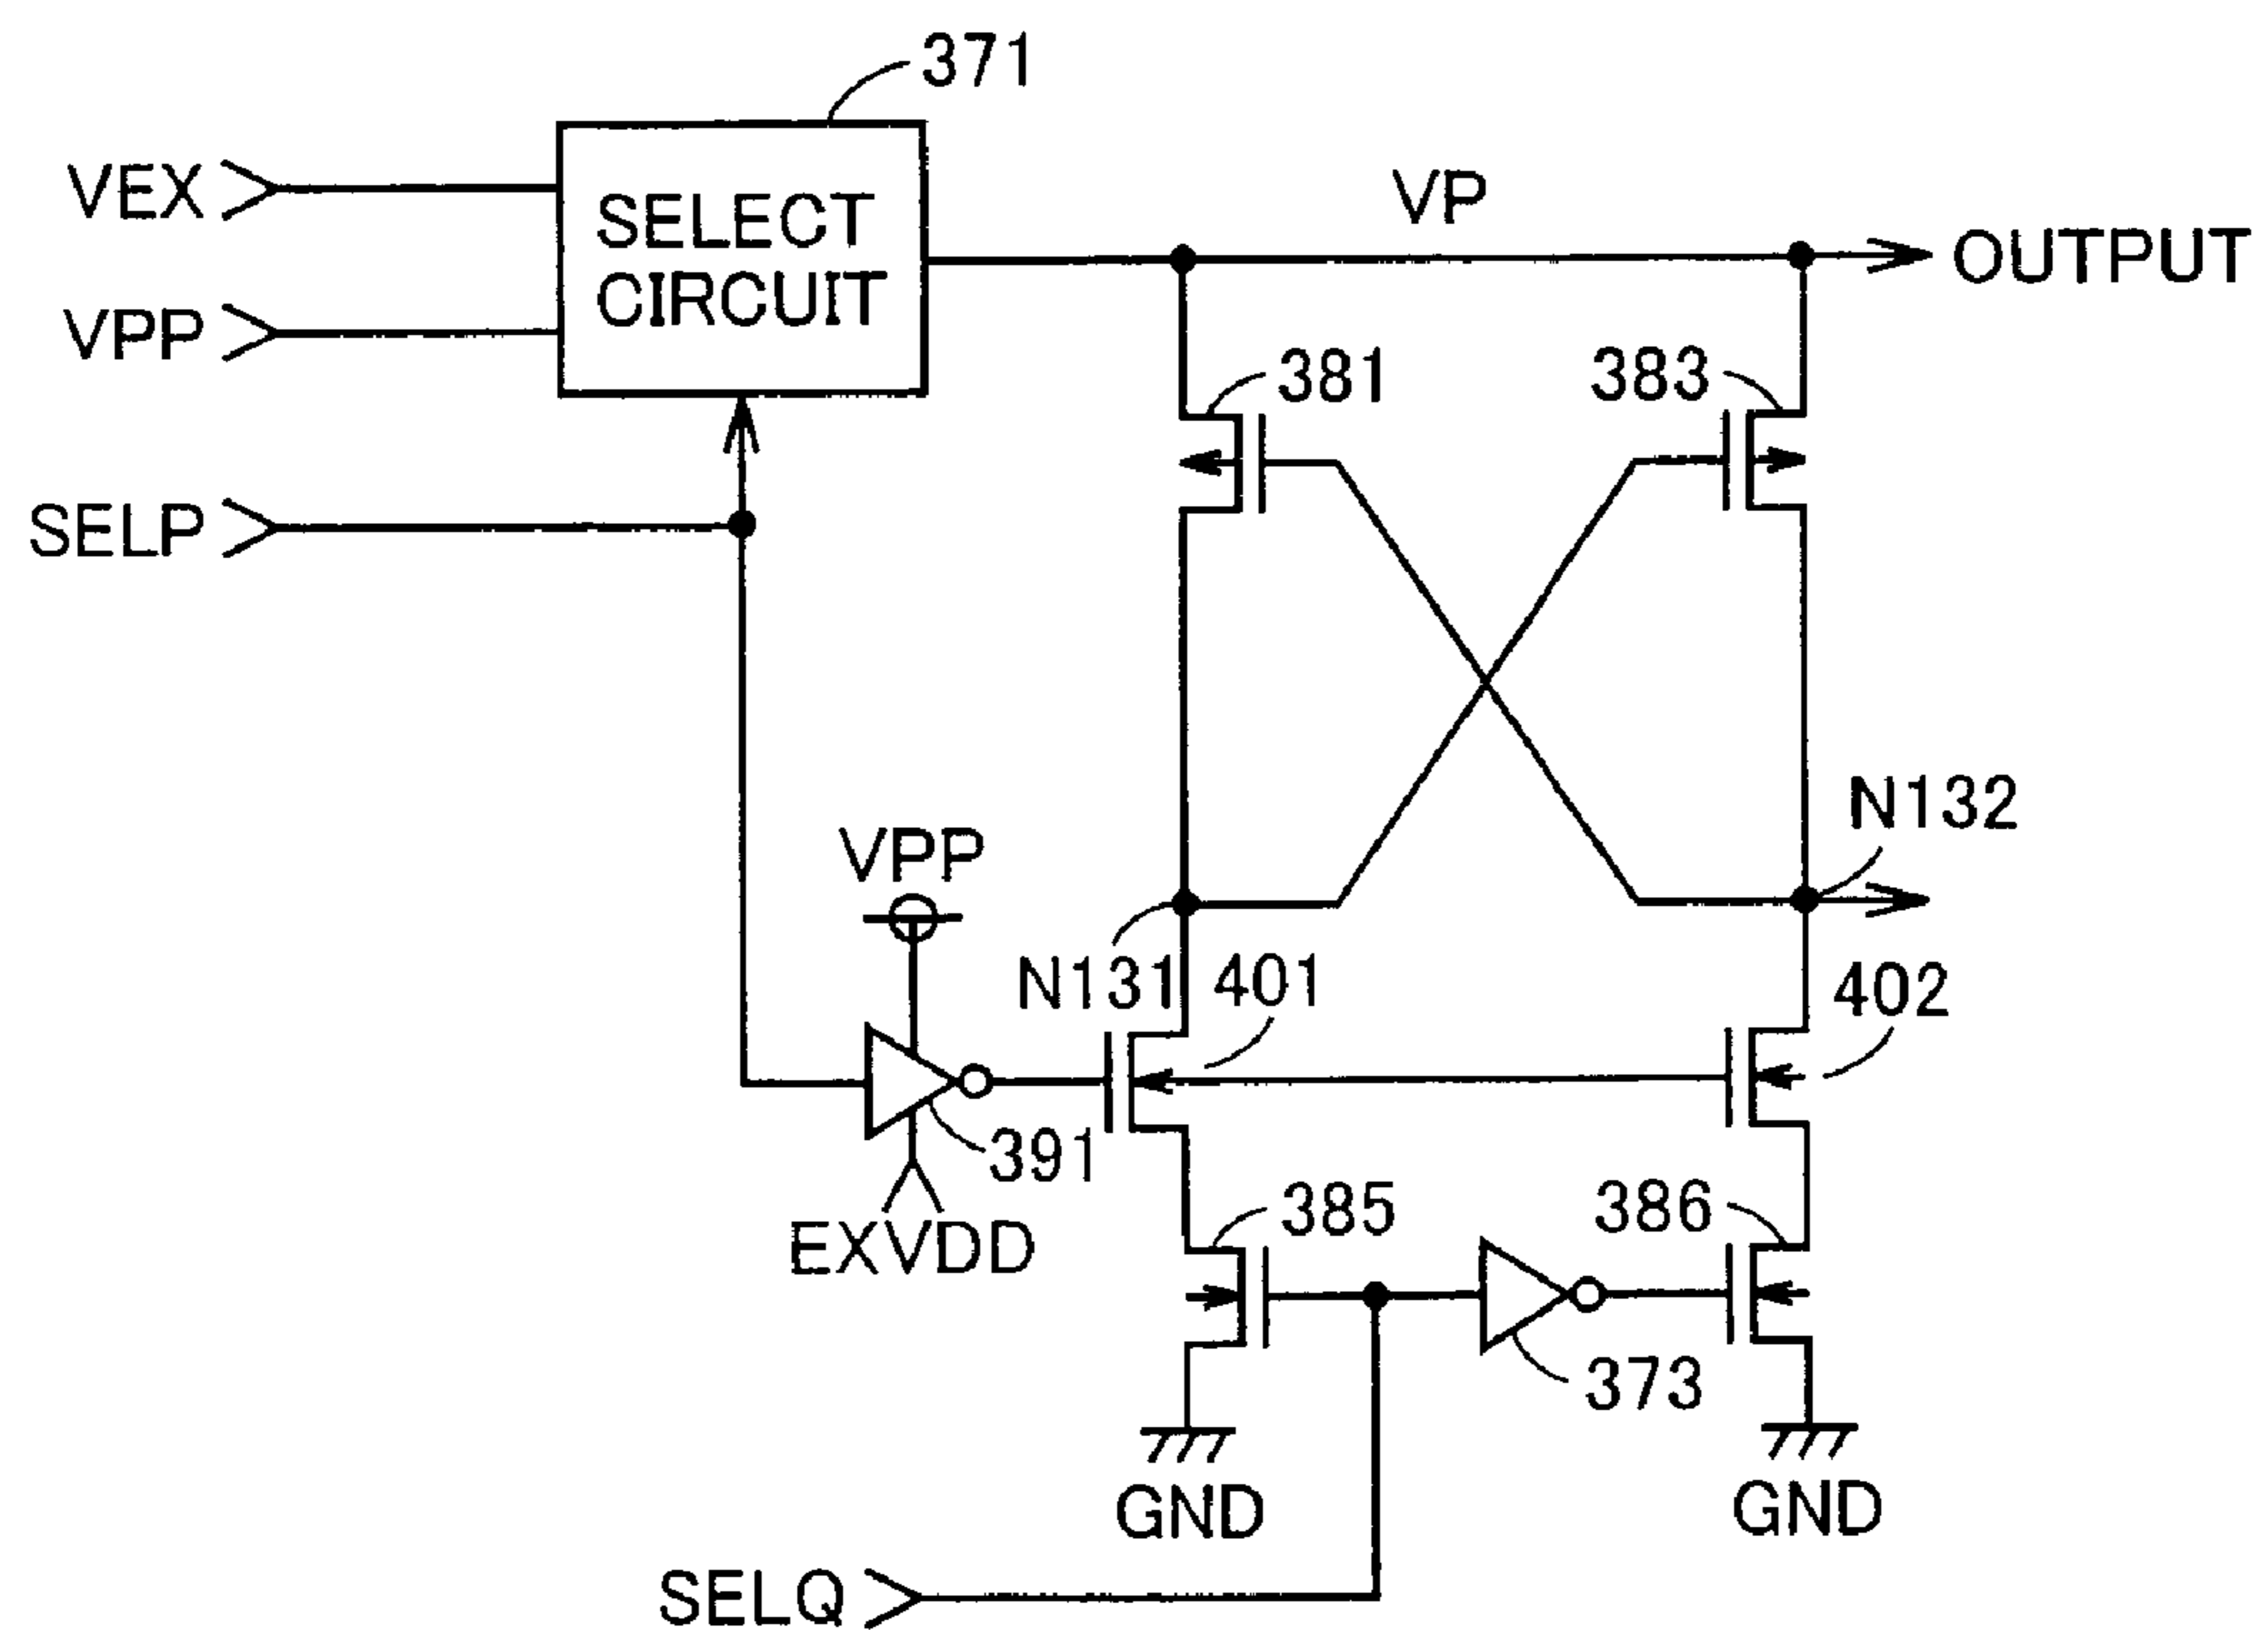 371
VEX
SELECT
CIRCUIT
VP
OUTPUT
VPP
381
383
SELP
N132
VPP
N131
401
402
391
EXVDD
385
386
373
GND
GND
SELQ